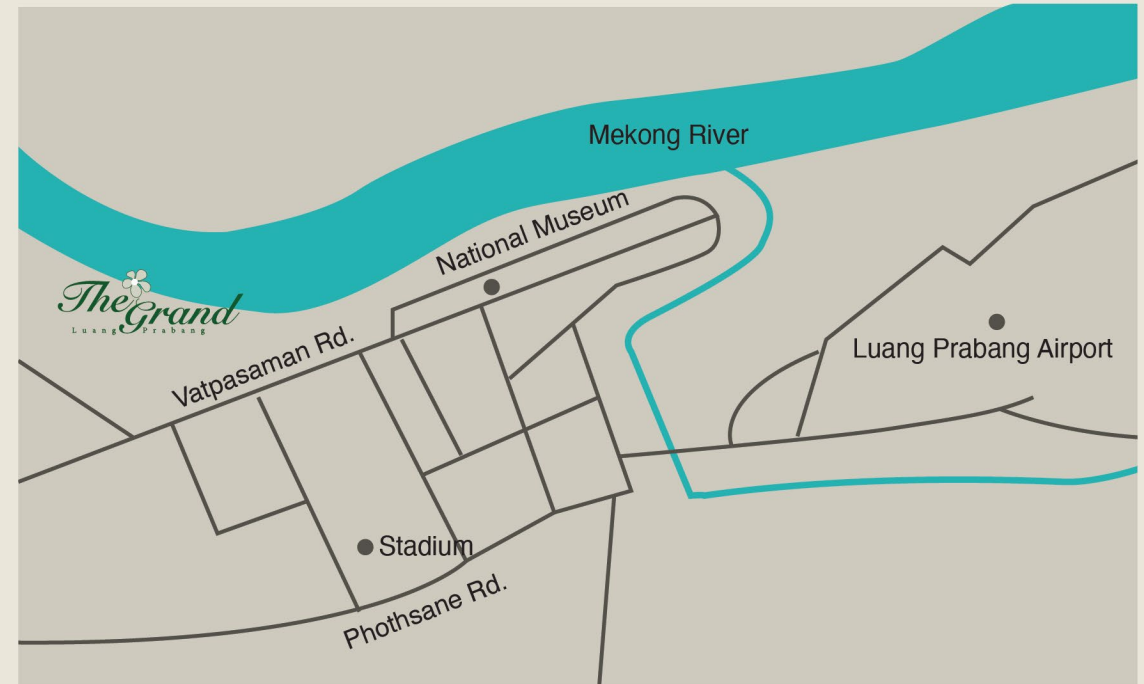 Mekong River
National Museum
The Grand
Luang Prabang
Vatpasaman Rd.
Luang Prabang Airport
Stadium
Phothsane Rd.